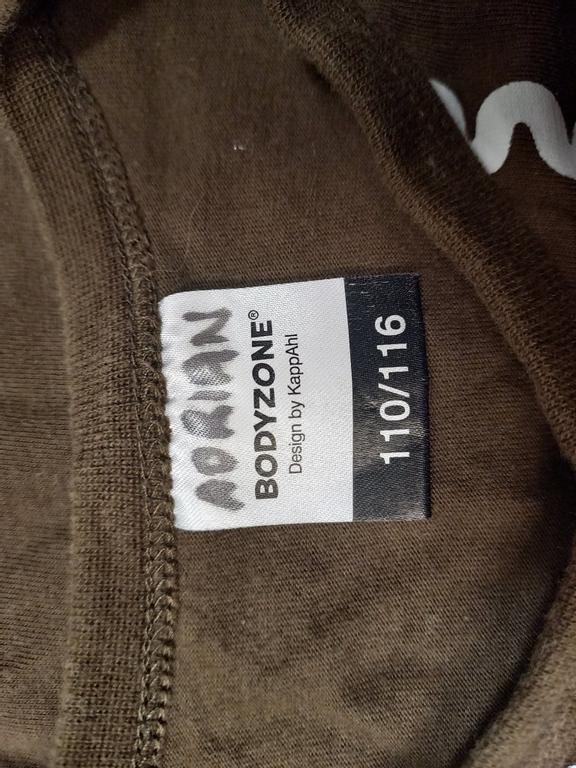 ADRIAN
BODYZONE®
Design by KappAhl
110/116